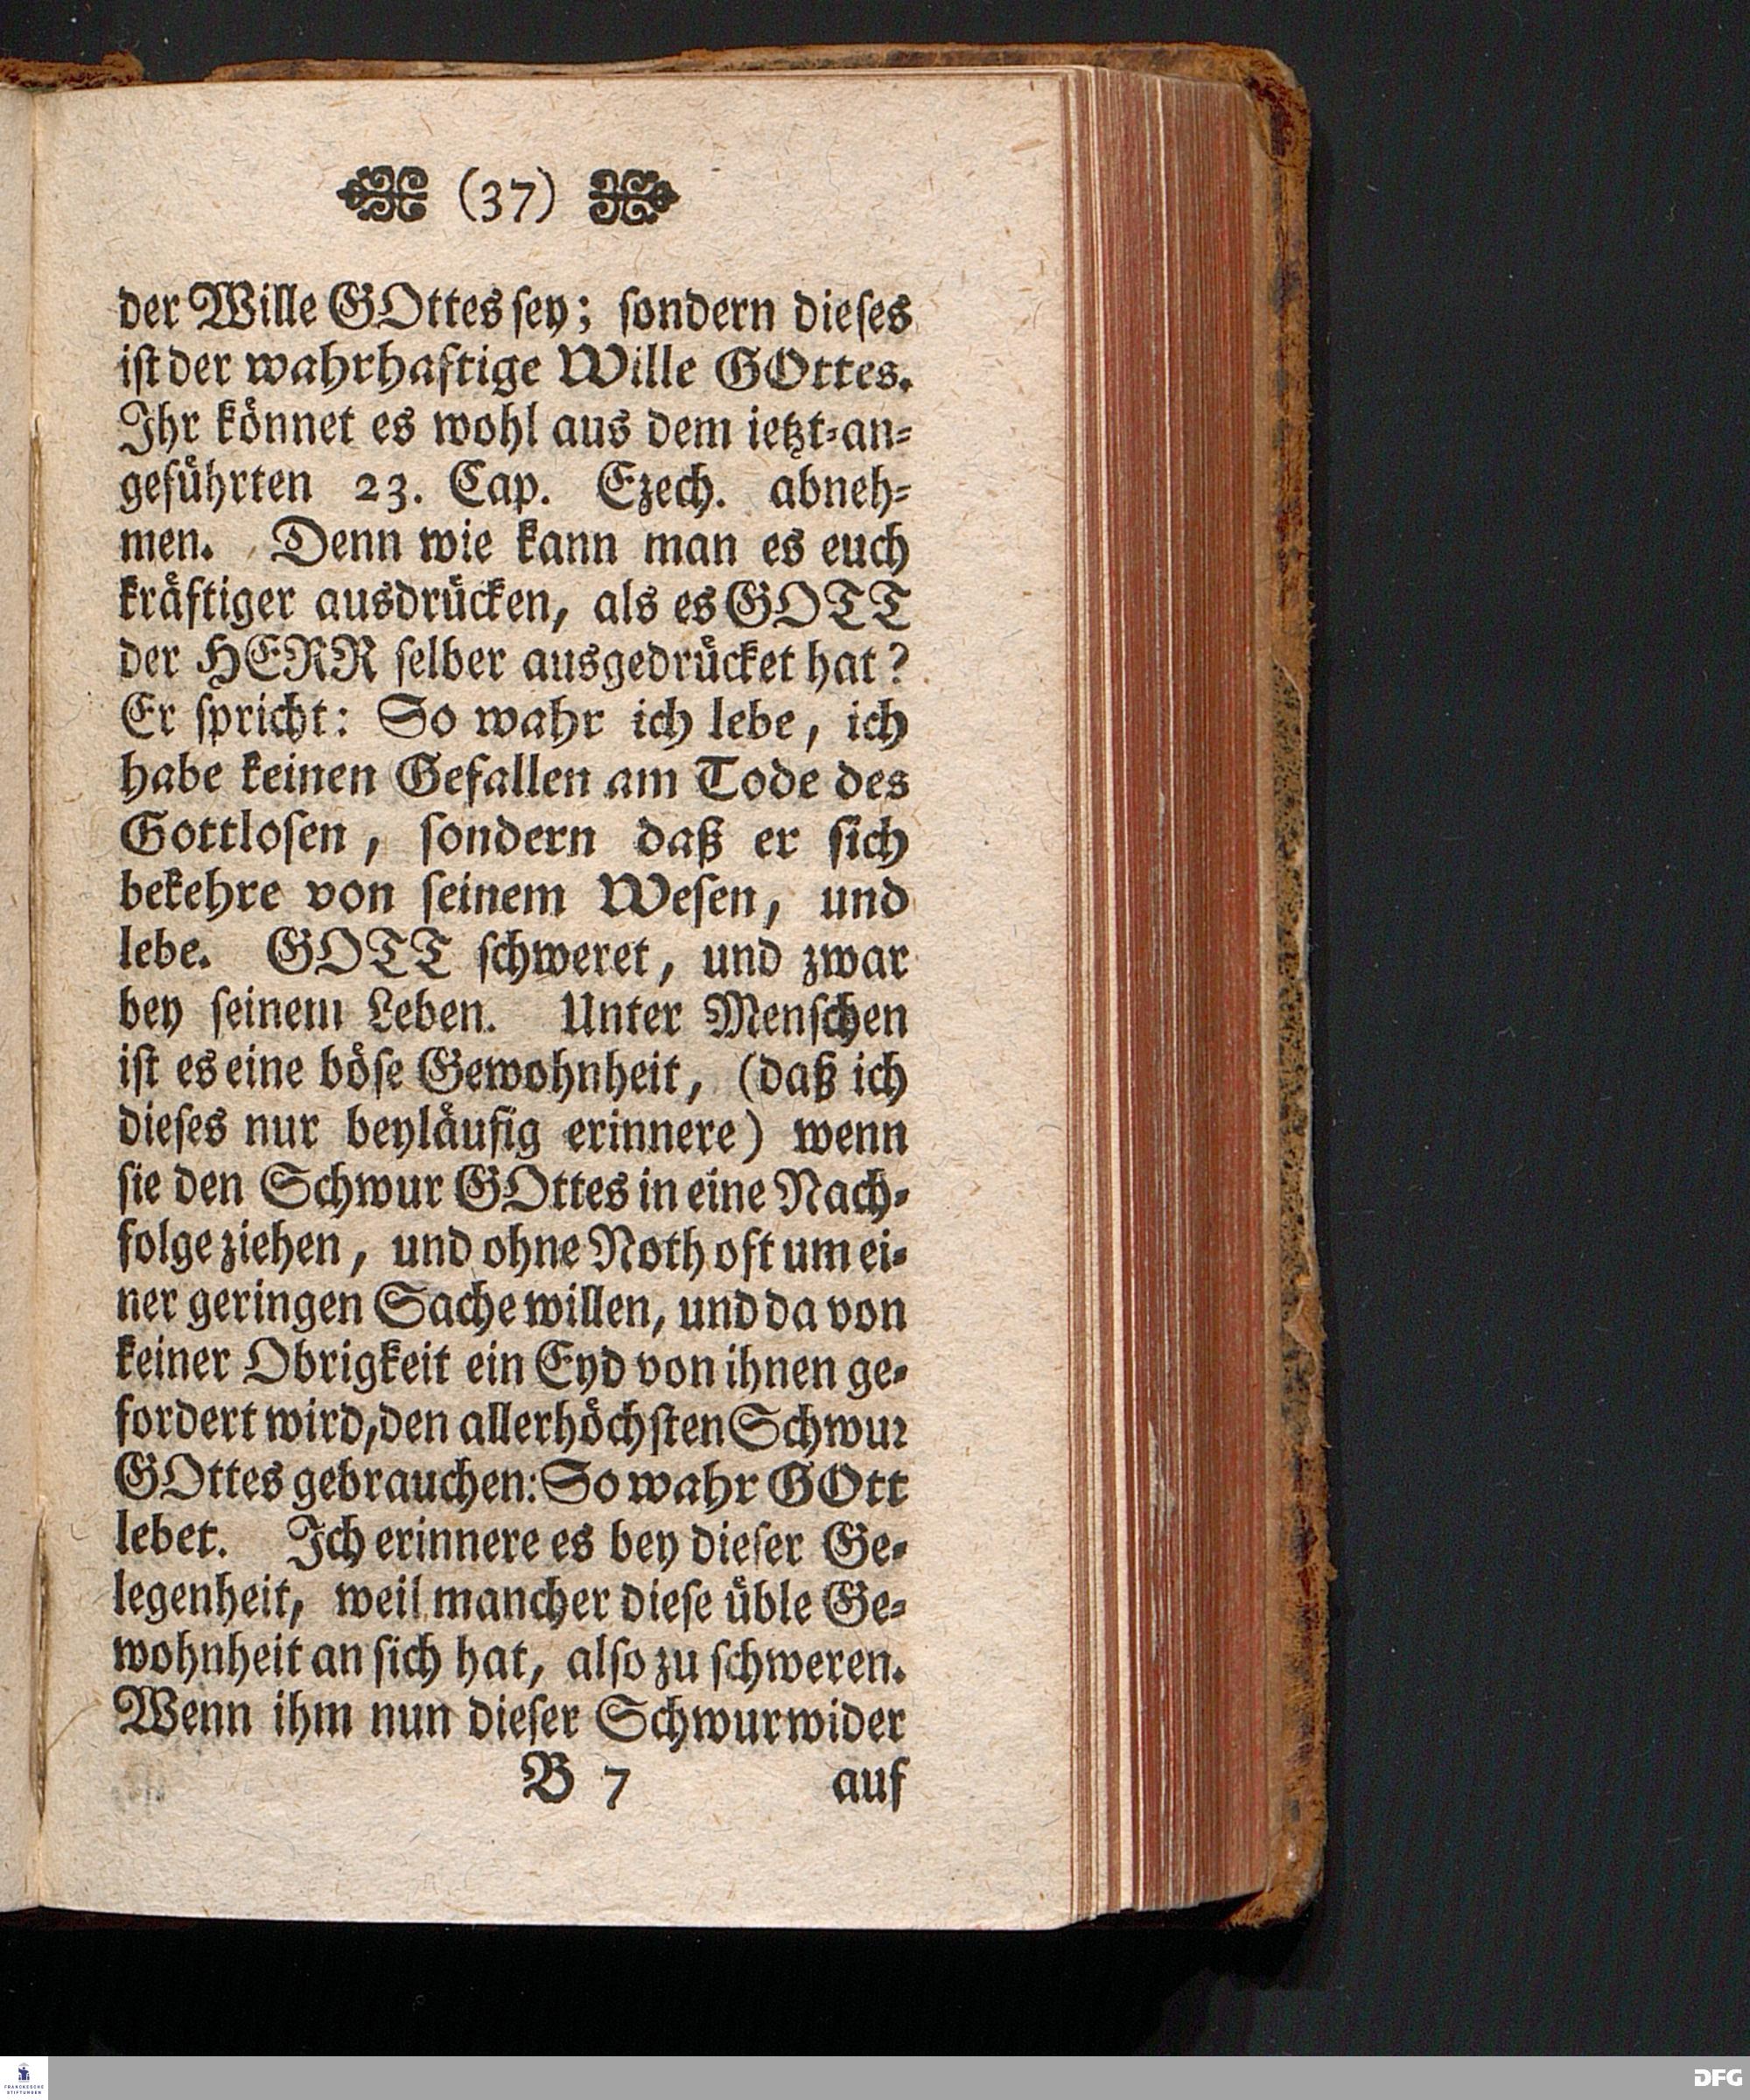 (37)
der Wille GOttes sey; sondern dieses
ist der wahrhaftige Wille GOttes.
Ihr könnet es wohl aus dem ietzt-an-
geführten 23. Cap. Ezech. abneh-
men. Denn wie kann man es euch
kräftiger ausdrücken, als es GOTT
der HERR selber ausgedrücket hat?
Er spricht: So wahr ich lebe, ich
habe keinen Gefallen am Tode des
Gottlosen, sondern daß er sich
bekehre von seinem Wesen, und
lebe. GOTT schweret, und zwar
bey seinem Leben. Unter Menschen
ist es eine böse Gewohnheit, (daß ich
dieses nur beyläufig erinnere) wenn
sie den Schwur GOttes in eine Nach-
folge ziehen, und ohne Noth oft um ei-
ner geringen Sache willen, und da von
keiner Obrigkeit ein Eyd von ihnen ge-
fordert wird, den allerhöchsten Schwur
GOttes gebrauchen: So wahr GOtt
lebet. Ich erinnere es bey dieser Ge-
legenheit, weil mancher diese üble Ge-
wohnheit an sich hat, also zu schweren.
Wenn ihm nun dieser Schwur wider
B 7 auf
FRANCKESCHE
STIFTUNGEN
DFG